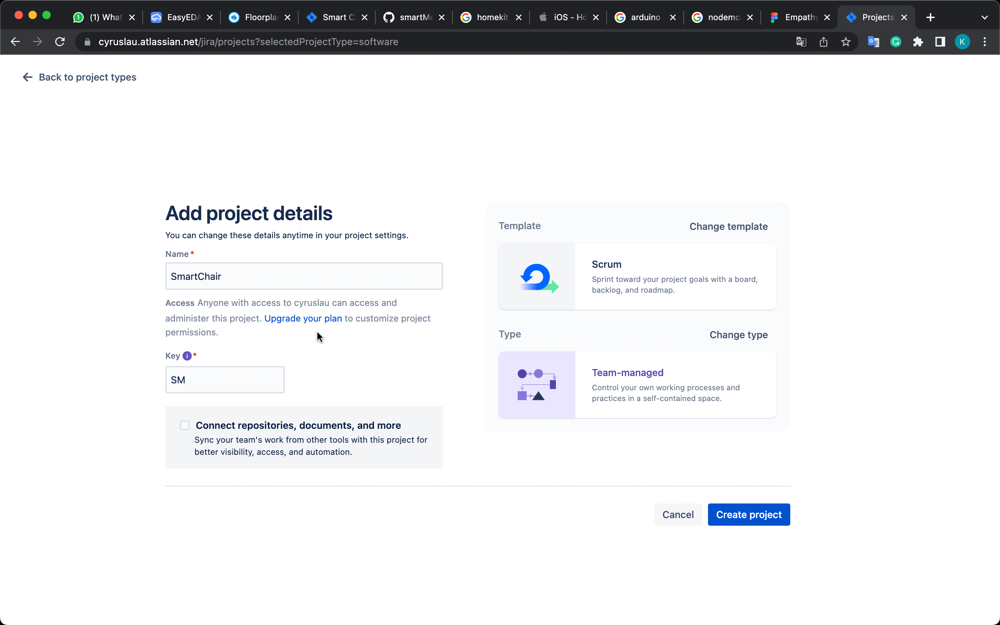 1
(1) What
EasyEDA
Floorpla
Smart C
smartMe
homekit
iOS - Ho
arduino
nodemc
Empathy
Projects
cyruslau.atlassian.net/jira/projects?selectedProjectType=software
K
Back to project types
Add project details
You can change these details anytime in your project settings.
Name *
SmartChair
Access Anyone with access to cyruslau can access and
administer this project. Upgrade your plan to customize project
permissions.
Key i *
SM
Connect repositories, documents, and more
Sync your team's work from other tools with this project for
better visibility, access, and automation.
Template
Change template
Scrum
Sprint toward your project goals with a board,
backlog, and roadmap.
Type
Change type
Team-managed
Control your own working processes and
practices in a self-contained space.
Cancel
Create project